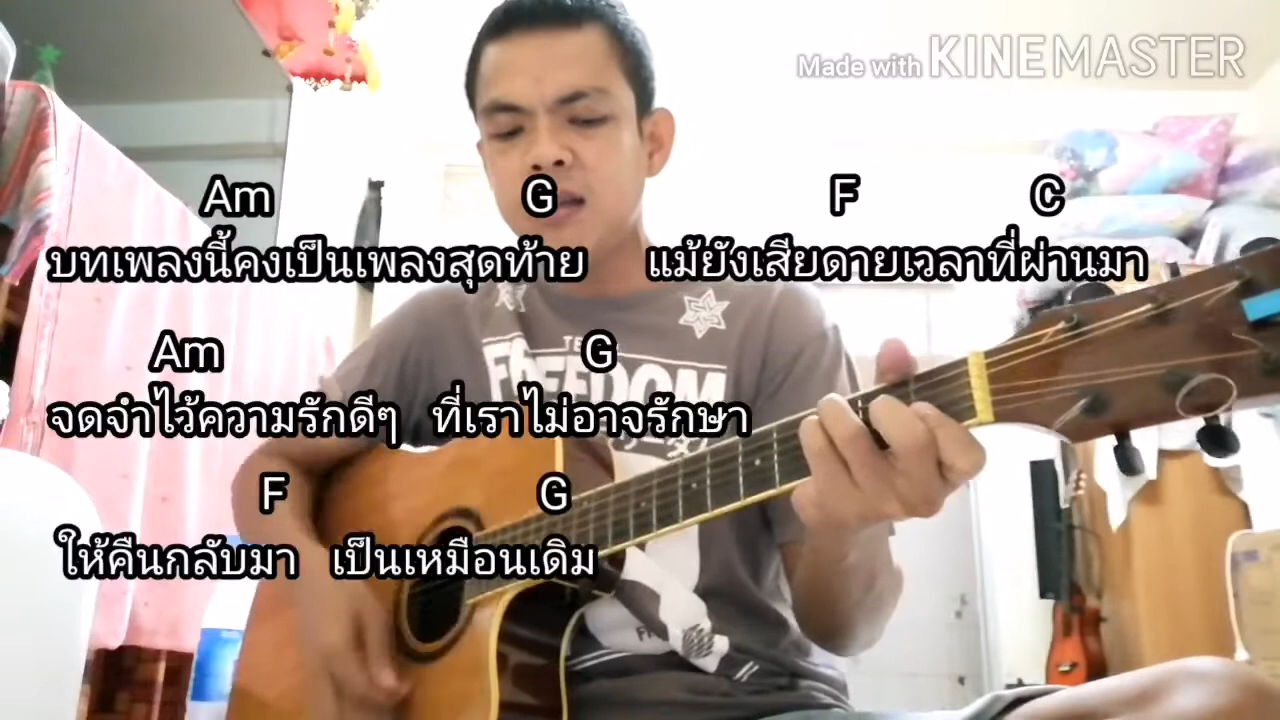 Made with KINEMASTER
Am G F C
บทเพลงนี้คงเป็นเพลงสุดท้าย แม้ยังเสียดายเวลาที่ผ่านมา
Am G
จดจำไว้ความรักดีๆ ที่เราไม่อาจรักษา
F G
ให้คืนกลับมา เป็นเหมือนเดิม
FREEDOM